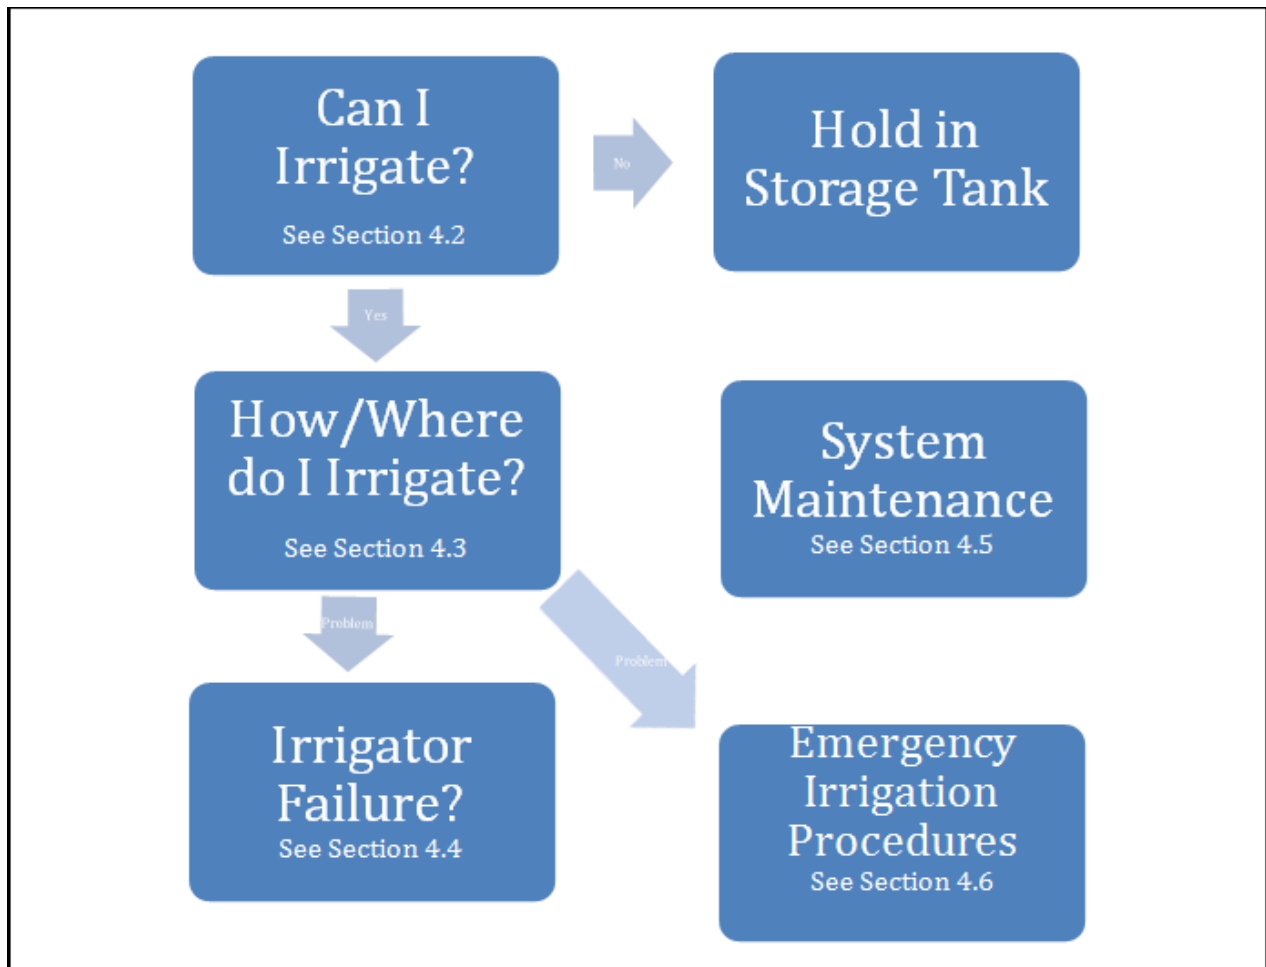 Can I
Irrigate?
See Section 4.2
No
Hold in
Storage Tank
Yes
How/Where
do I Irrigate?
See Section 4.3
System
Maintenance
See Section 4.5
Problem
Problem
Irrigator
Failure?
See Section 4.4
Emergency
Irrigation
Procedures
See Section 4.6